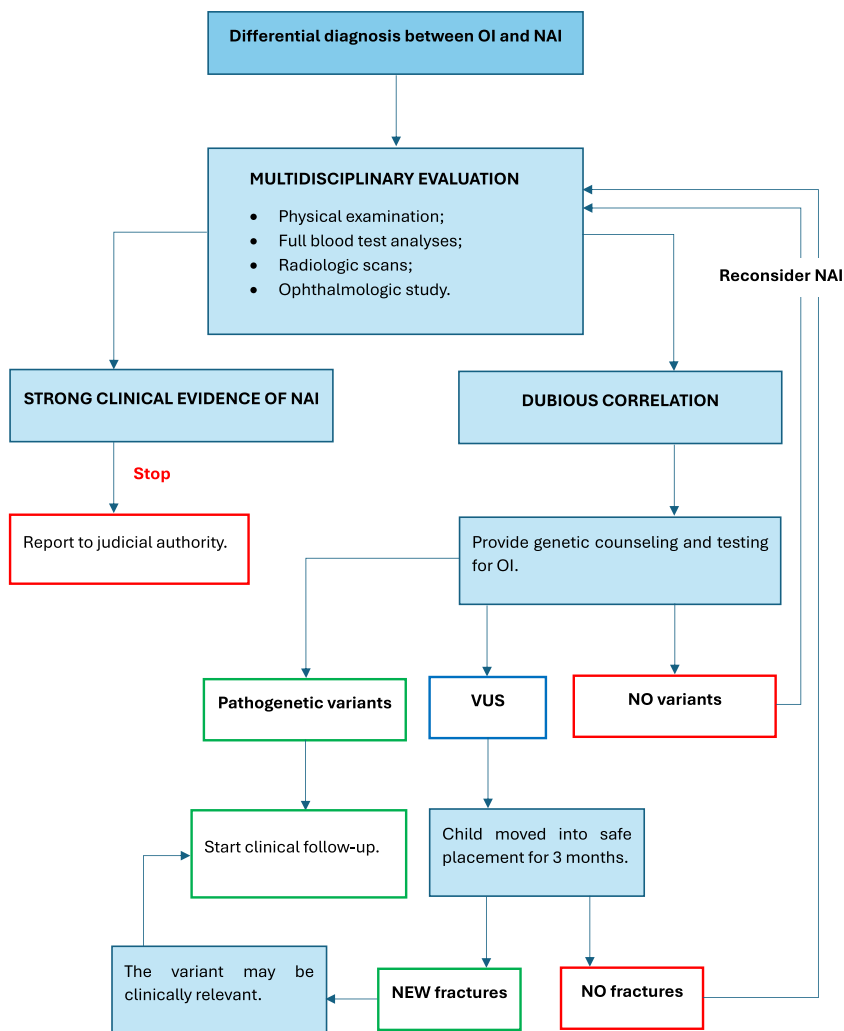 Differential diagnosis between OI and NAI
MULTIDISCIPLINARY EVALUATION
• Physical examination;
• Full blood test analyses;
• Radiologic scans;
• Ophthalmologic study.
Reconsider NAI
STRONG CLINICAL EVIDENCE OF NAI
DUBIOUS CORRELATION
Stop
Report to judicial authority.
Provide genetic counseling and testing
for OI.
Pathogenetic variants
VUS
NO variants
Start clinical follow-up.
Child moved into safe
placement for 3 months.
The variant may be
clinically relevant.
NEW fractures
NO fractures